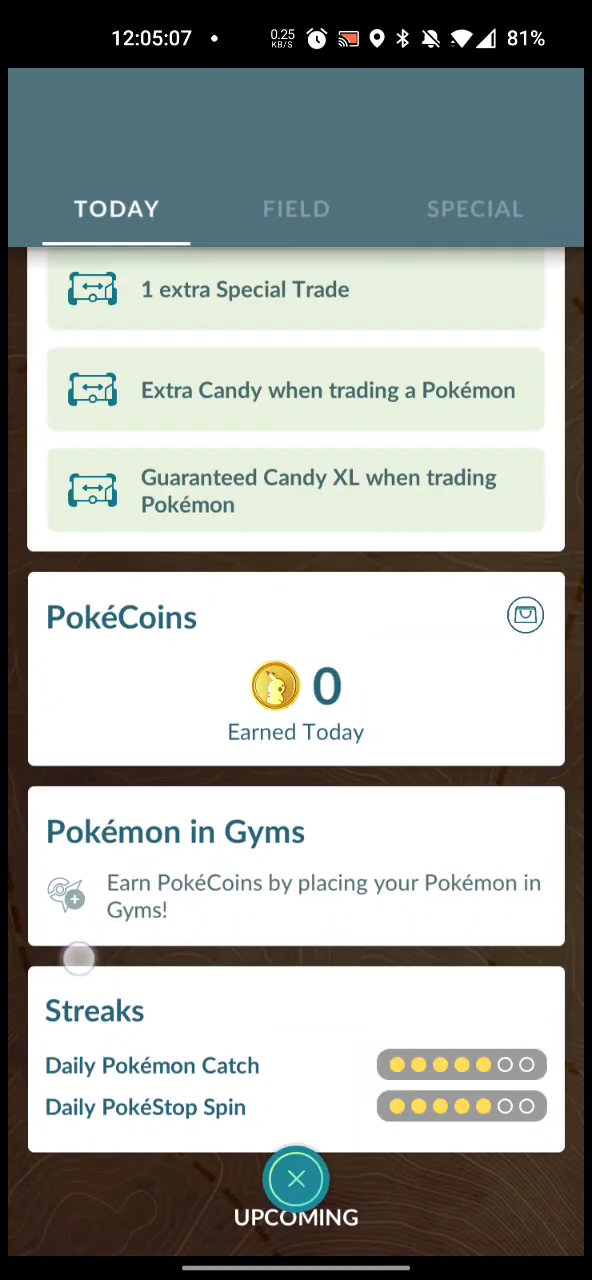 12:05:07
0.25
KB/S
81%
TODAY FIELD SPECIAL
1 extra Special Trade
Extra Candy when trading a Pokémon
Guaranteed Candy XL when trading
Pokémon
PokéCoins
0
Earned Today
Pokémon in Gyms
Earn PokéCoins by placing your Pokémon in
Gyms!
Streaks
Daily Pokémon Catch
Daily PokéStop Spin
UPCOMING